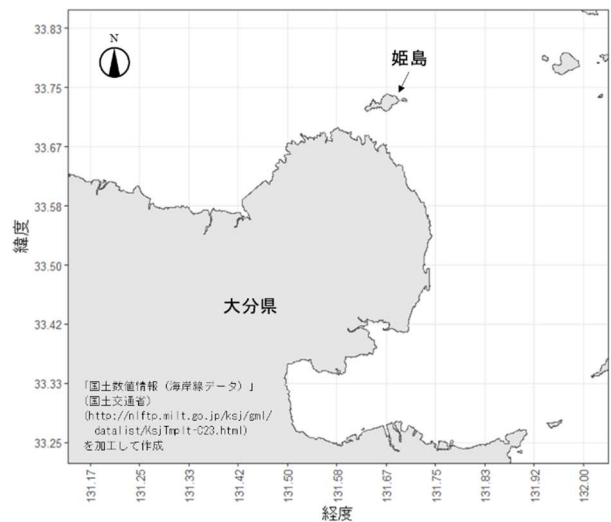 33.83
N
姫島
33.75
33.67
33.58
33.50
緯度
大分県
33.42
33.33
33.25
「国土数値情報（海岸線データ）」
（国土交通省）
(http://nlftp.milt.go.jp/ksj/gml/
datalist/KsjTmplt-C23.html)
を加工して作成
131.17
131.25
131.33
131.42
131.50
131.58
131.67
131.75
131.83
131.92
132.00
経度